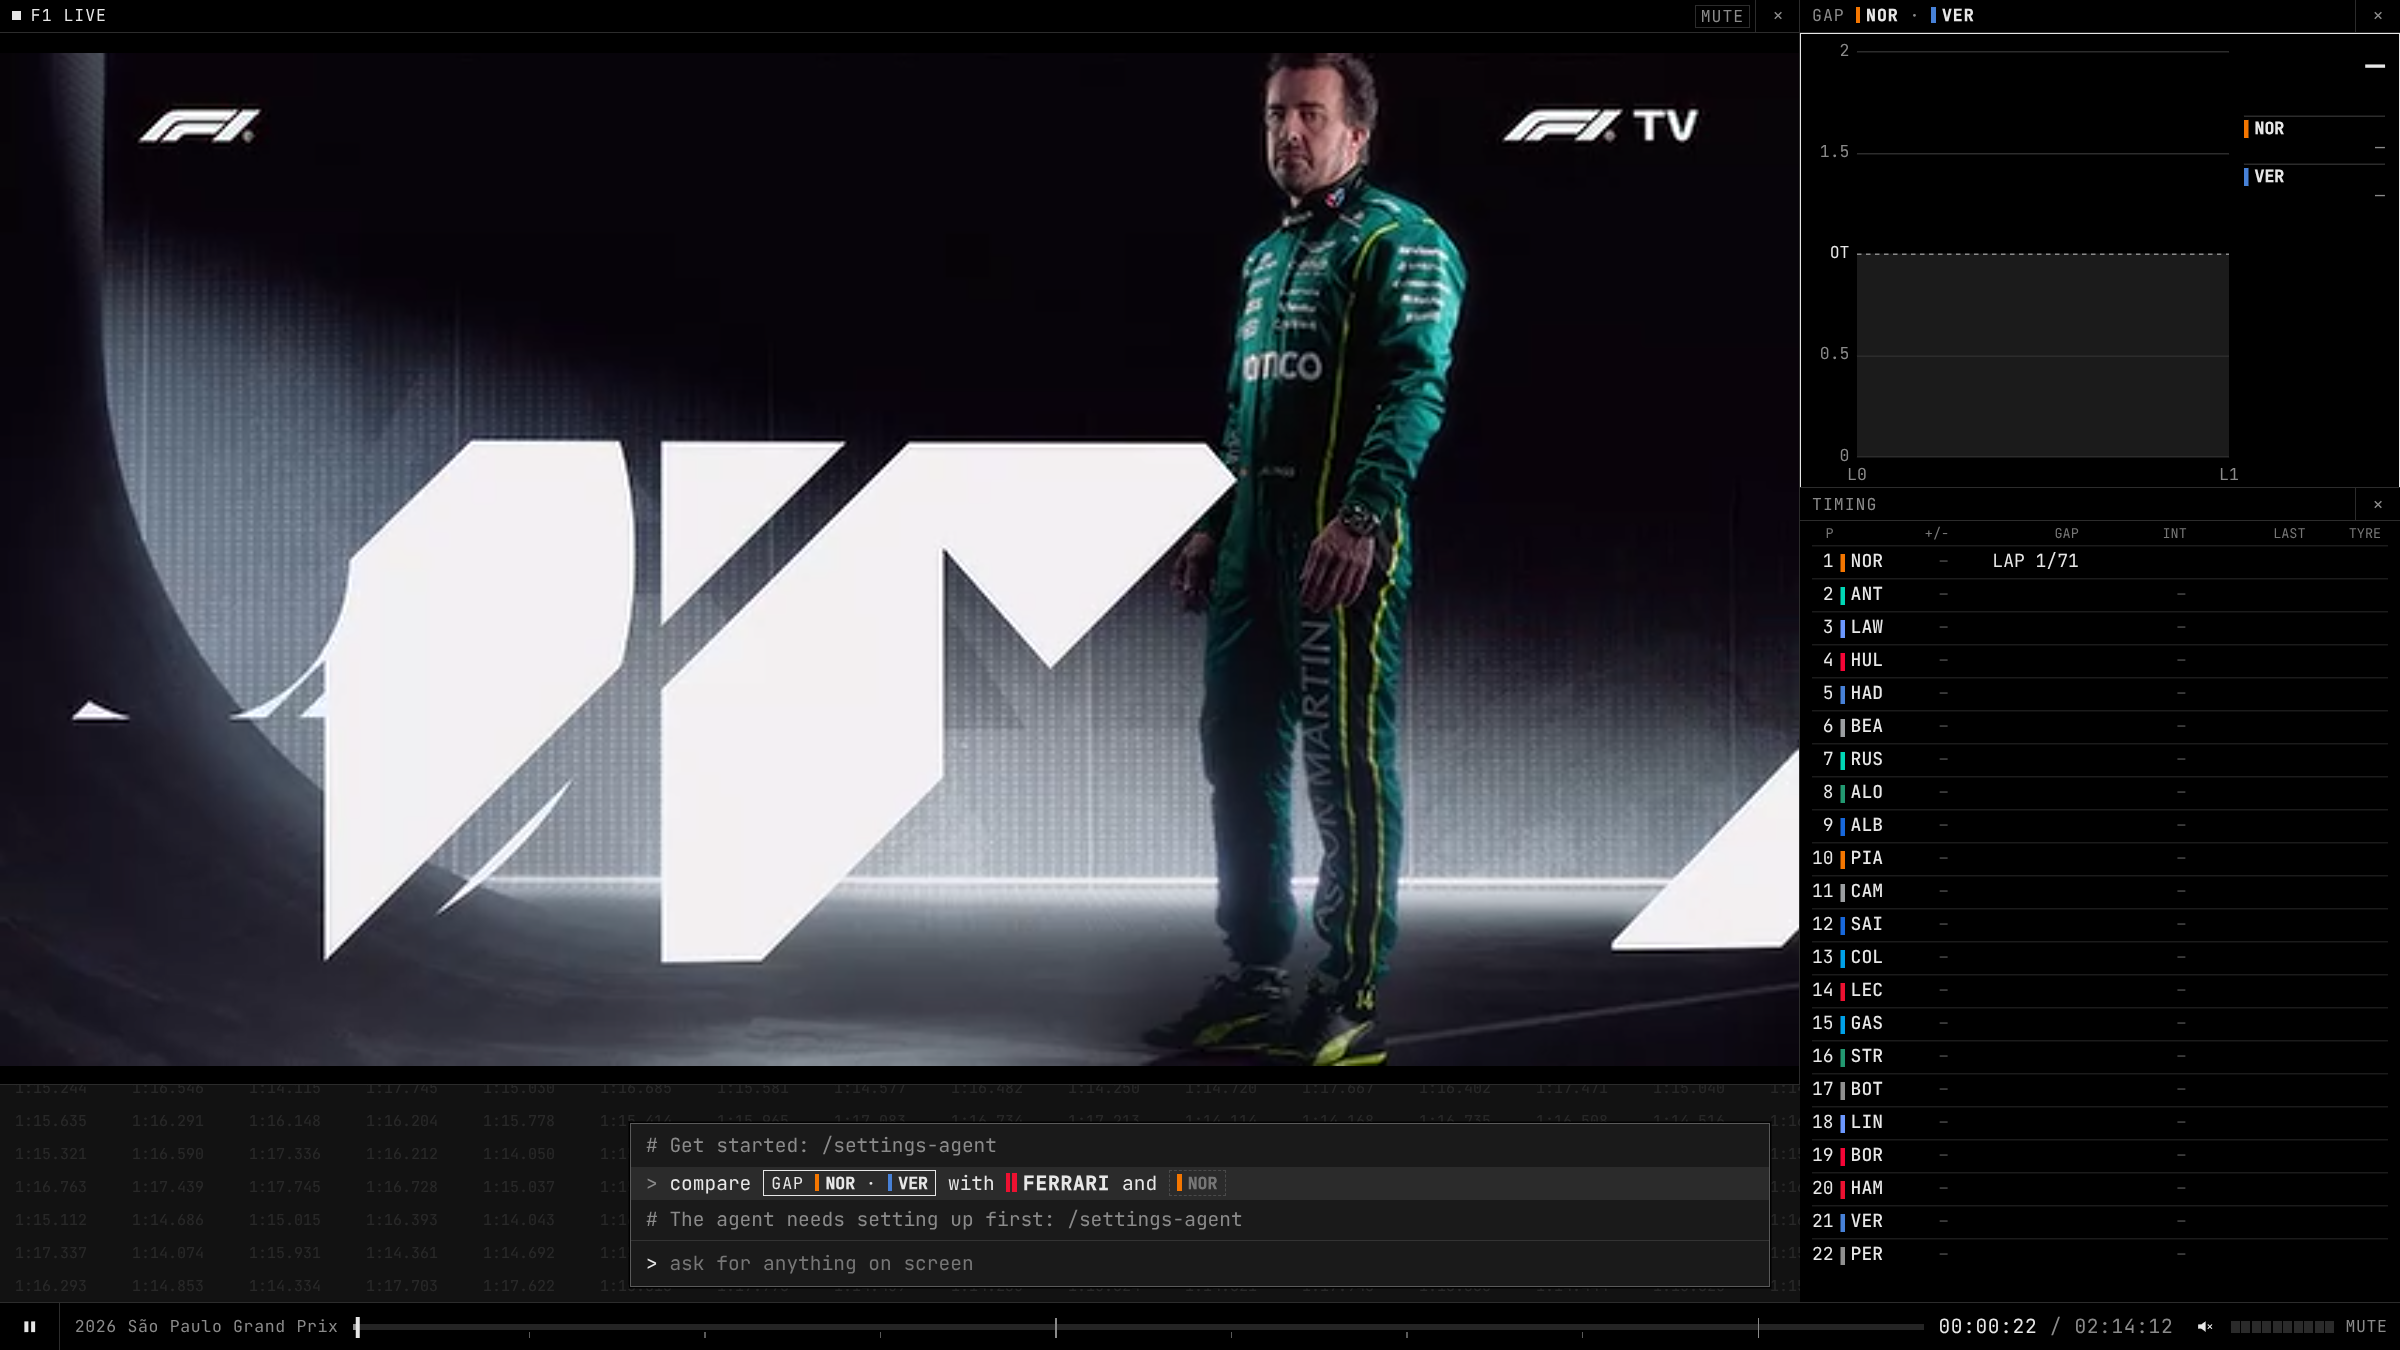 F1 LIVE
MUTE ×
GAP NOR · VER ×
F1
F1 TV
aramco
ASTON MARTIN
14
2
1.5
OT
0.5
0
L0 L1
—
NOR
—
VER
—
TIMING ×
P +/- GAP INT LAST TYRE
1 NOR – LAP 1/71
2 ANT – –
3 LAW – –
4 HUL – –
5 HAD – –
6 BEA – –
7 RUS – –
8 ALO – –
9 ALB – –
10 PIA – –
11 CAM – –
12 SAI – –
13 COL – –
14 LEC – –
15 GAS – –
16 STR – –
17 BOT – –
18 LIN – –
19 BOR – –
20 HAM – –
21 VER – –
22 PER – –
1:15.635 1:16.291 1:16.148 1:16.204 1:15.778
1:15.321 1:16.590 1:17.336 1:16.212 1:14.050
1:16.763 1:17.439 1:17.745 1:16.728 1:15.037
1:15.112 1:14.686 1:15.015 1:16.393 1:14.043
1:17.337 1:14.074 1:15.931 1:14.361 1:14.692
1:16.293 1:14.853 1:14.334 1:17.703 1:17.622
# Get started: /settings-agent
> compare GAP NOR · VER with FERRARI and NOR
# The agent needs setting up first: /settings-agent
> ask for anything on screen
2026 São Paulo Grand Prix
00:00:22 / 02:14:12
MUTE